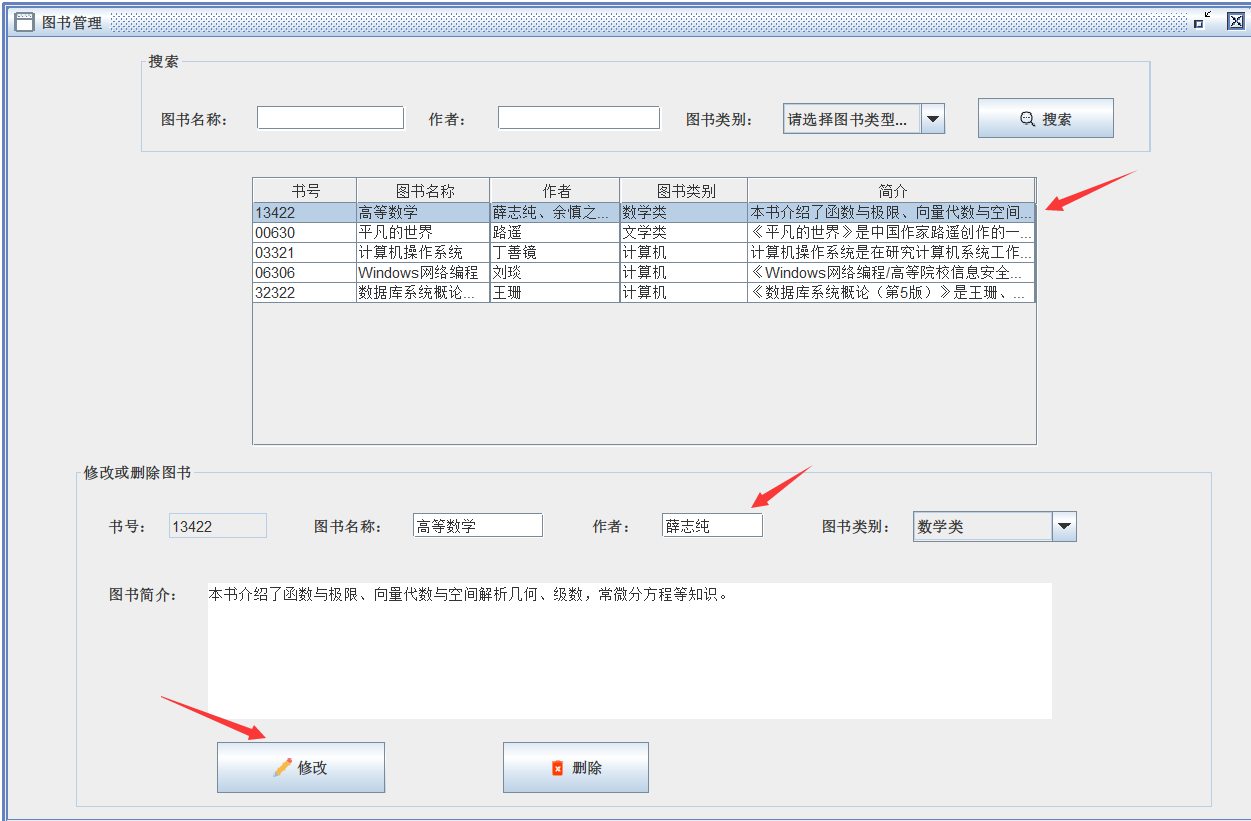 图书管理
搜索
图书名称： 作者： 图书类别： 请选择图书类型... 搜索
书号 图书名称 作者 图书类别 简介
13422 高等数学 薛志纯、余慎之... 数学类 本书介绍了函数与极限、向量代数与空间...
00630 平凡的世界 路遥 文学类 《平凡的世界》是中国作家路遥创作的一...
03321 计算机操作系统 丁善镜 计算机 计算机操作系统是在研究计算机系统工作...
06306 Windows网络编程 刘琰 计算机 《Windows网络编程/高等院校信息安全...
32322 数据库系统概论... 王珊 计算机 《数据库系统概论（第5版）》是王珊、...
修改或删除图书
书号： 13422 图书名称： 高等数学 作者： 薛志纯 图书类别： 数学类
图书简介： 本书介绍了函数与极限、向量代数与空间解析几何、级数，常微分方程等知识。
修改 删除